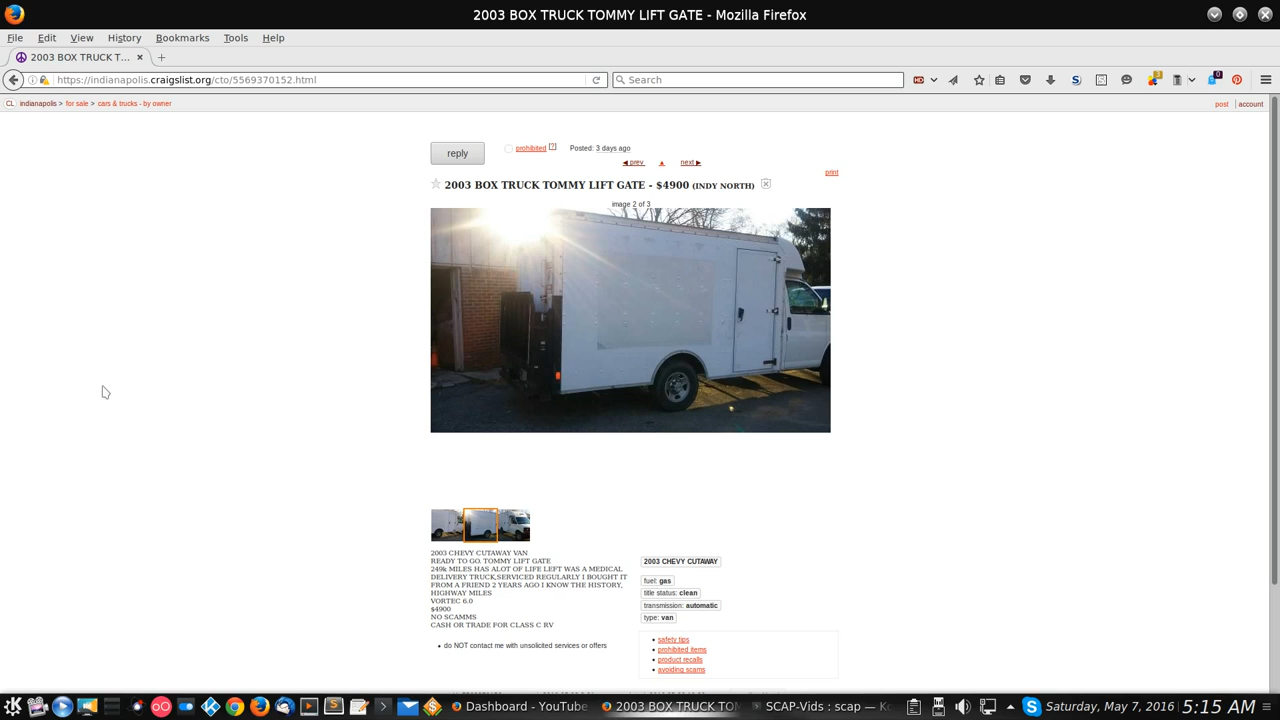 2003 BOX TRUCK TOMMY LIFT GATE - Mozilla Firefox
File Edit View History Bookmarks Tools Help
2003 BOX TRUCK T... × +
https://indianapolis.craigslist.org/cto/5569370152.html Search 3 0
CL indianapolis > for sale > cars & trucks - by owner post account
reply prohibited [?] Posted: 3 days ago
◀ prev ▲ next ▶
print
2003 BOX TRUCK TOMMY LIFT GATE - $4900 (INDY NORTH)
image 2 of 3
2003 CHEVY CUTAWAY VAN
READY TO GO. TOMMY LIFT GATE
249k MILES HAS ALOT OF LIFE LEFT WAS A MEDICAL
DELIVERY TRUCK,SERVICED REGULARLY I BOUGHT IT
FROM A FRIEND 2 YEARS AGO I KNOW THE HISTORY,
HIGHWAY MILES
VORTEC 6.0
$4900
NO SCAMMS
CASH OR TRADE FOR CLASS C RV
• do NOT contact me with unsolicited services or offers
2003 CHEVY CUTAWAY
fuel: gas
title status: clean
transmission: automatic
type: van
• safety tips
• prohibited items
• product recalls
• avoiding scams
Dashboard - YouTube 2003 BOX TRUCK TOM SCAP-Vids : scap — Ko Saturday, May 7, 2016 5:15 AM